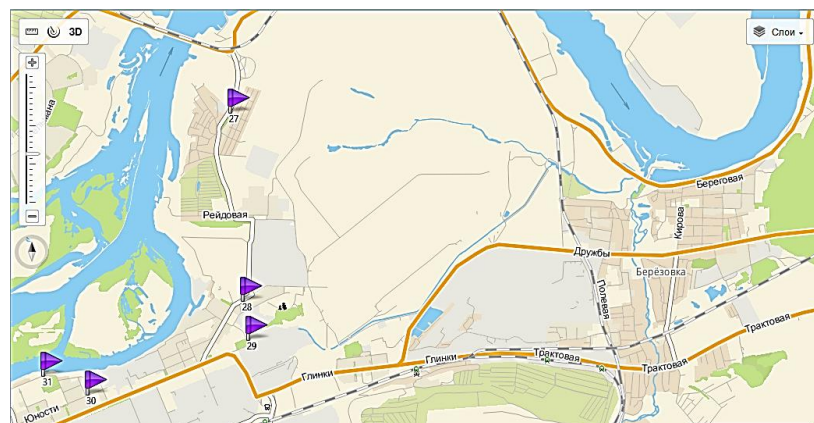 3D
Слои
27
Береговая
Рейдовая
Кирова
Дружбы
Берёзовка
Полевая
28
29
Трактовая
Глинки
Трактовая
Трактовая
Глинки
31
30
Юности